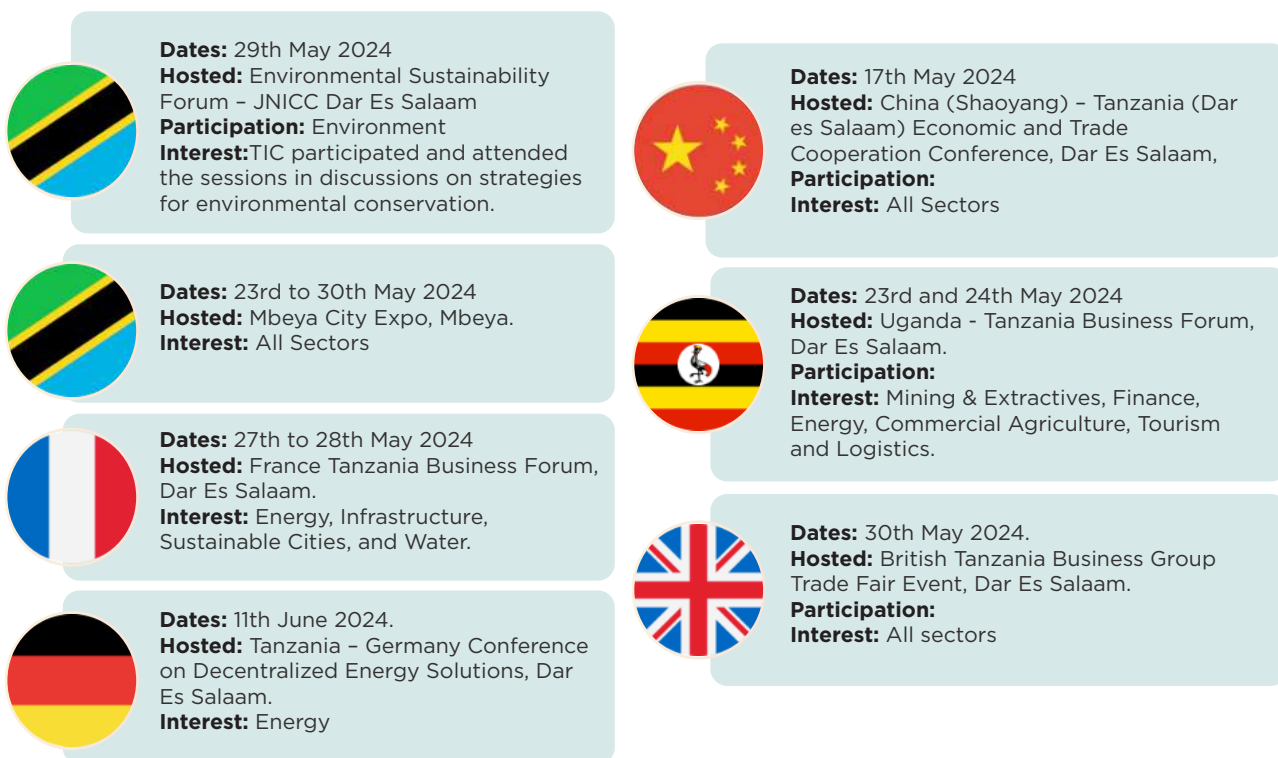 Dates: 29th May 2024
Hosted: Environmental Sustainability
Forum – JNICC Dar Es Salaam
Participation: Environment
Interest:TIC participated and attended
the sessions in discussions on strategies
for environmental conservation.
Dates: 23rd to 30th May 2024
Hosted: Mbeya City Expo, Mbeya.
Interest: All Sectors
Dates: 27th to 28th May 2024
Hosted: France Tanzania Business Forum,
Dar Es Salaam.
Interest: Energy, Infrastructure,
Sustainable Cities, and Water.
Dates: 11th June 2024.
Hosted: Tanzania – Germany Conference
on Decentralized Energy Solutions, Dar
Es Salaam.
Interest: Energy
Dates: 17th May 2024
Hosted: China (Shaoyang) – Tanzania (Dar
es Salaam) Economic and Trade
Cooperation Conference, Dar Es Salaam,
Participation:
Interest: All Sectors
Dates: 23rd and 24th May 2024
Hosted: Uganda - Tanzania Business Forum,
Dar Es Salaam.
Participation:
Interest: Mining & Extractives, Finance,
Energy, Commercial Agriculture, Tourism
and Logistics.
Dates: 30th May 2024.
Hosted: British Tanzania Business Group
Trade Fair Event, Dar Es Salaam.
Participation:
Interest: All sectors